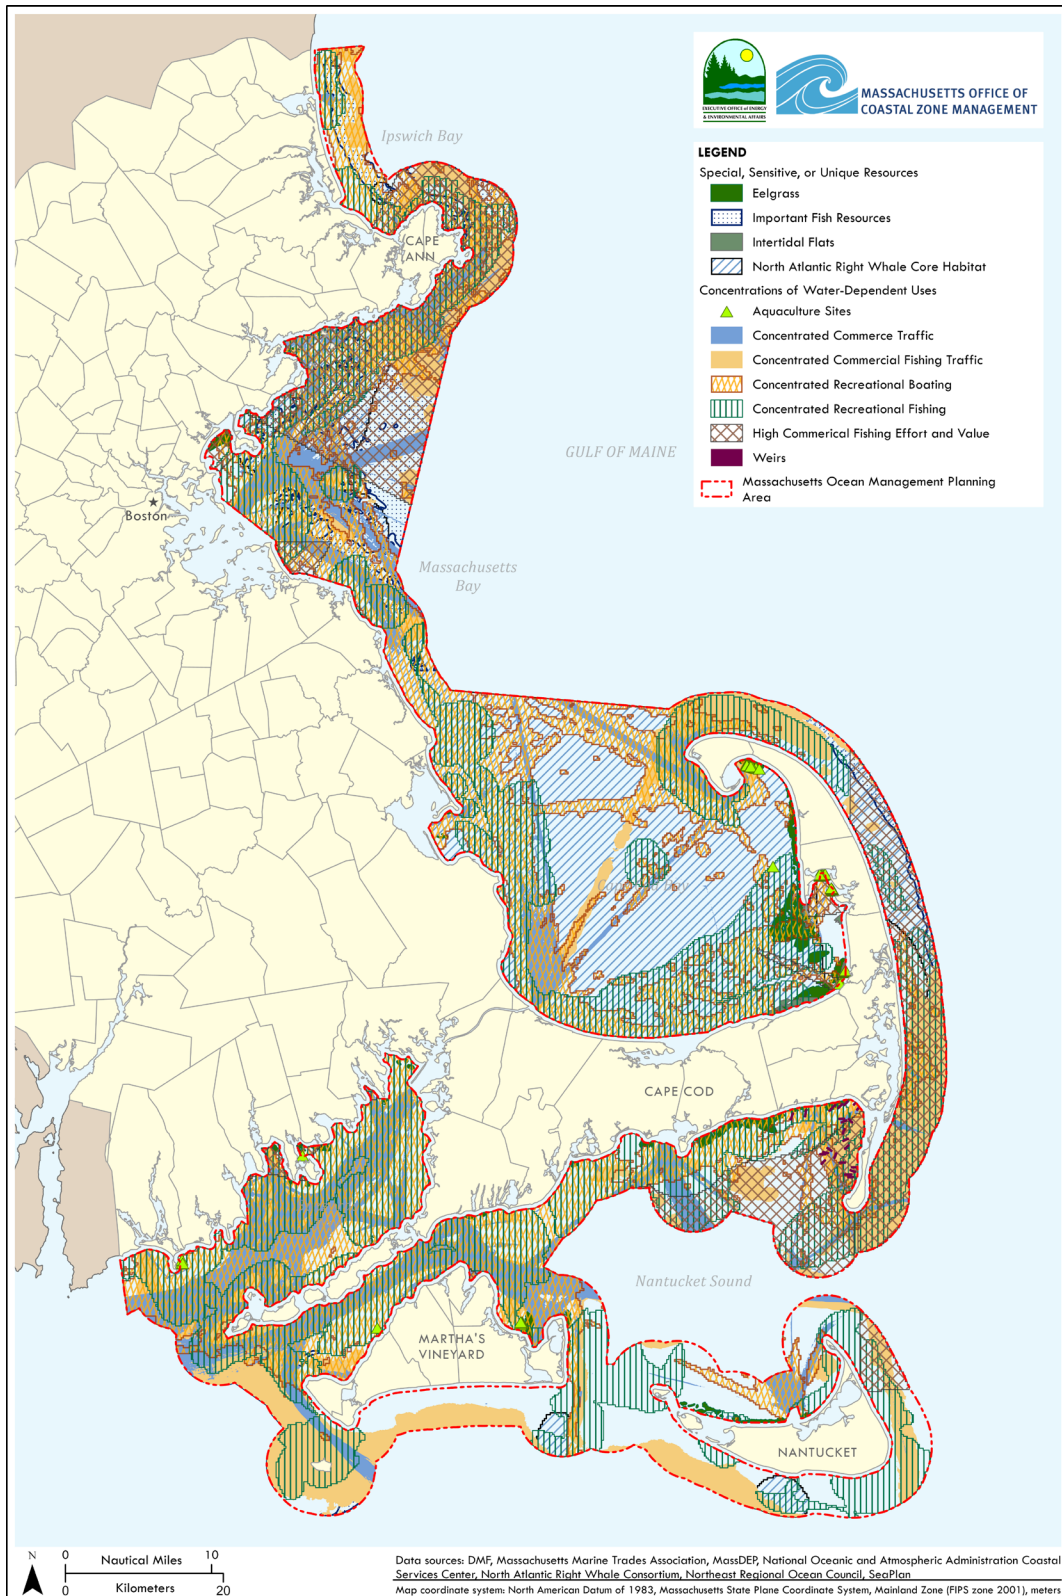 EXECUTIVE OFFICE of ENERGY
& ENVIRONMENTAL AFFAIRS
MASSACHUSETTS OFFICE OF
COASTAL ZONE MANAGEMENT
LEGEND
Special, Sensitive, or Unique Resources
Eelgrass
Important Fish Resources
Intertidal Flats
North Atlantic Right Whale Core Habitat
Concentrations of Water-Dependent Uses
Aquaculture Sites
Concentrated Commerce Traffic
Concentrated Commercial Fishing Traffic
Concentrated Recreational Boating
Concentrated Recreational Fishing
High Commerical Fishing Effort and Value
Weirs
Massachusetts Ocean Management Planning
Area
Ipswich Bay
CAPE
ANN
GULF OF MAINE
Boston
Massachusetts
Bay
CAPE COD
Nantucket Sound
MARTHA'S
VINEYARD
NANTUCKET
N
0 Nautical Miles 10
0 Kilometers 20
Data sources: DMF, Massachusetts Marine Trades Association, MassDEP, National Oceanic and Atmospheric Administration Coastal
Services Center, North Atlantic Right Whale Consortium, Northeast Regional Ocean Council, SeaPlan
Map coordinate system: North American Datum of 1983, Massachusetts State Plane Coordinate System, Mainland Zone (FIPS zone 2001), meters